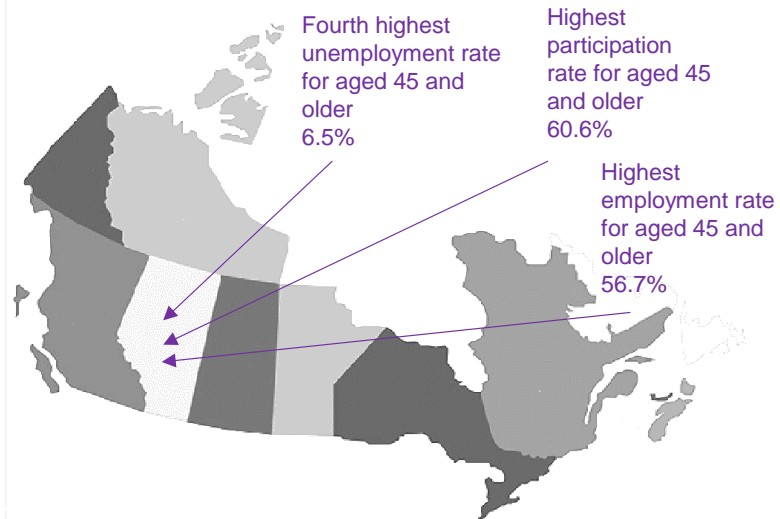 Fourth highest
unemployment rate
for aged 45 and
older
6.5%
Highest
participation
rate for aged 45
and older
60.6%
Highest
employment rate
for aged 45 and
older
56.7%